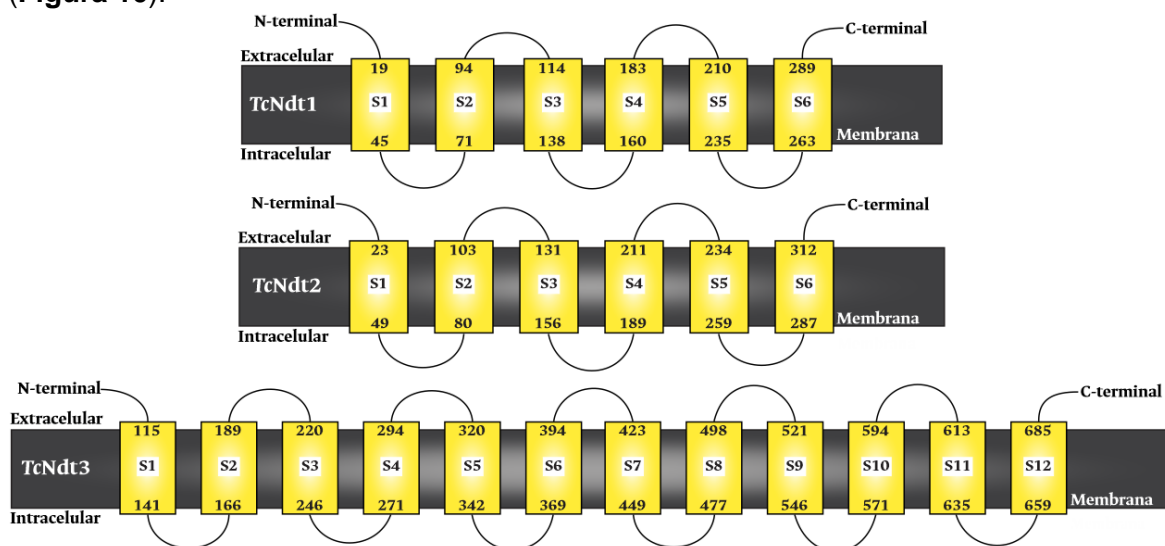 N-terminal
C-terminal
Extracelular
19 94 114 183 210 289
TcNdt1 S1 S2 S3 S4 S5 S6
Membrana
45 71 138 160 235 263
Intracelular
N-terminal
C-terminal
Extracelular
23 103 131 211 234 312
TcNdt2 S1 S2 S3 S4 S5 S6
Membrana
49 80 156 189 259 287
Intracelular
N-terminal
C-terminal
Extracelular
115 189 220 294 320 394 423 498 521 594 613 685
TcNdt3 S1 S2 S3 S4 S5 S6 S7 S8 S9 S10 S11 S12
Membrana
141 166 246 271 342 369 449 477 546 571 635 659
Intracelular